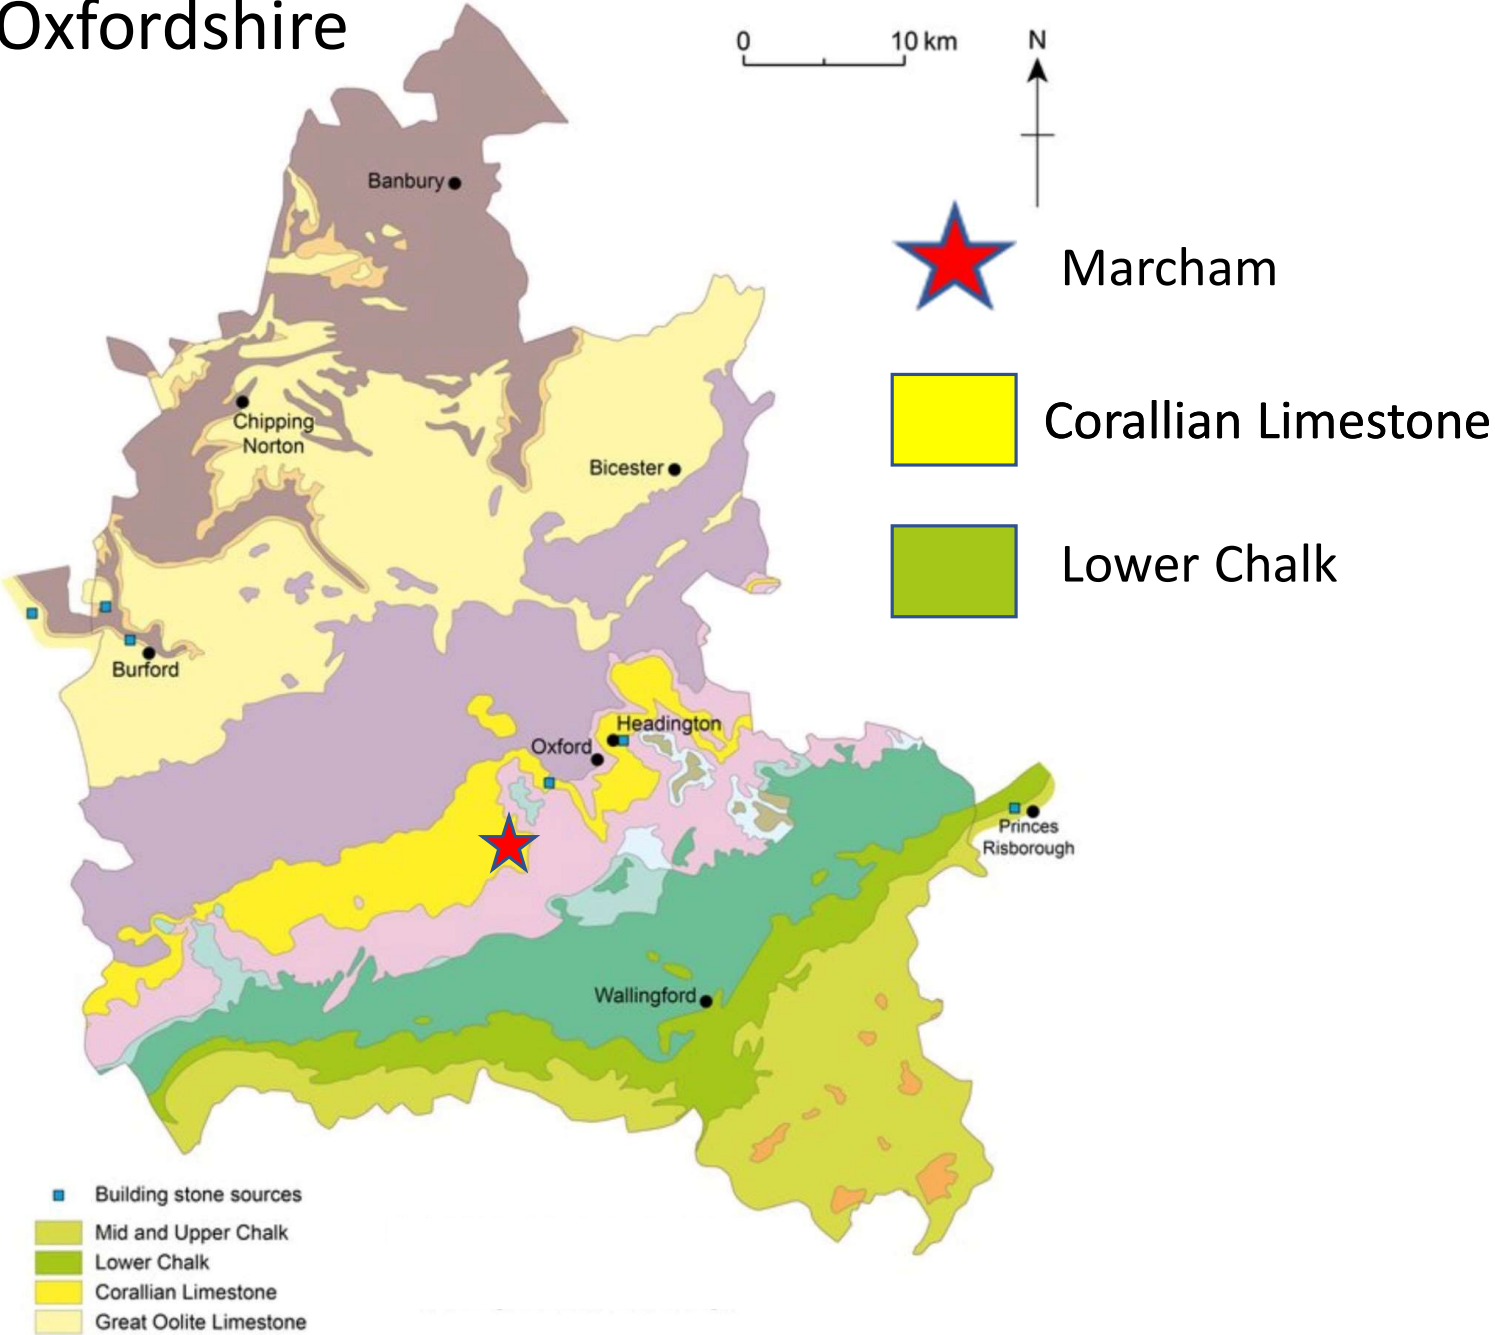 Oxfordshire
0 10 km
N
Banbury
Marcham
Corallian Limestone
Chipping
Norton
Bicester
Lower Chalk
Burford
Headington
Oxford
Princes
Risborough
Wallingford
Building stone sources
Mid and Upper Chalk
Lower Chalk
Corallian Limestone
Great Oolite Limestone